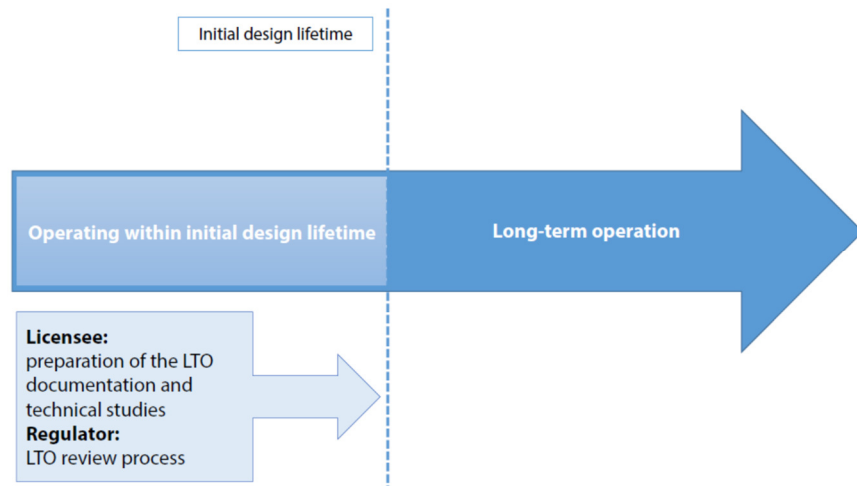 Initial design lifetime
Operating within initial design lifetime
Long-term operation
Licensee:
preparation of the LTO
documentation and
technical studies
Regulator:
LTO review process